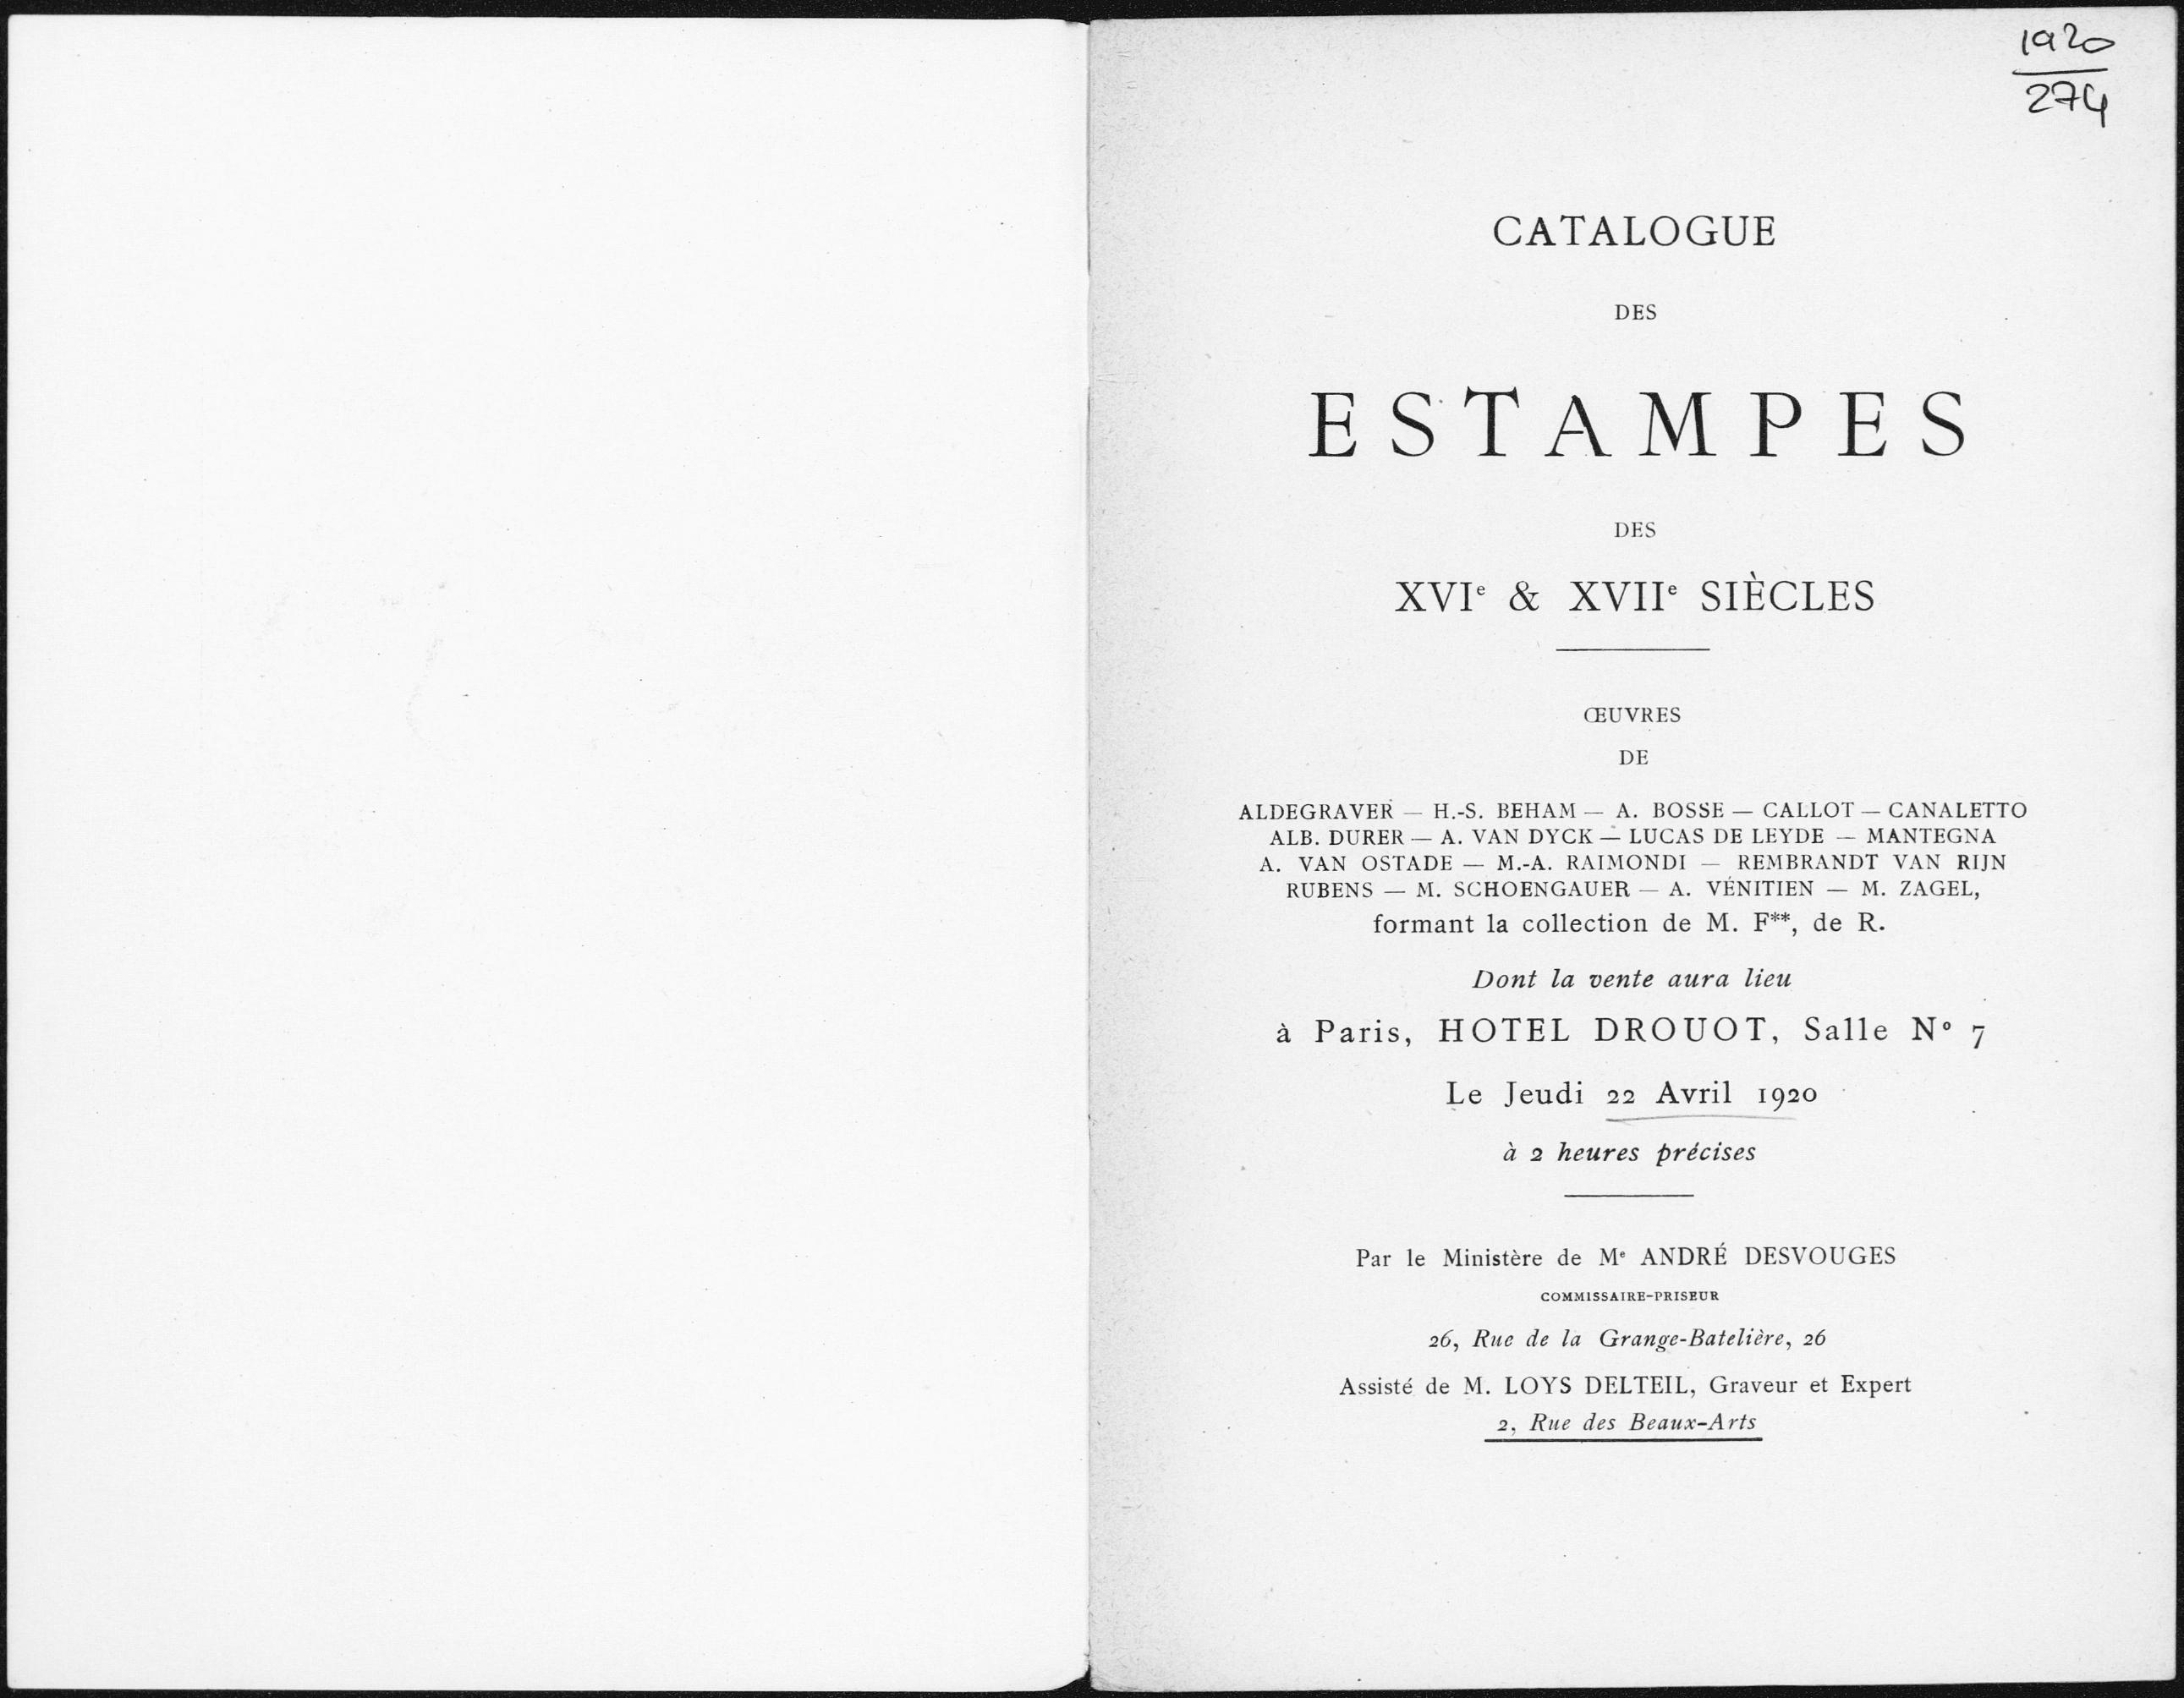 1920
274
CATALOGUE
DES
ESTAMPES
DES
XVIe & XVIIe SIÈCLES
ŒUVRES
DE
ALDEGRAVER — H.-S. BEHAM — A. BOSSE — CALLOT — CANALETTO
ALB. DURER — A. VAN DYCK — LUCAS DE LEYDE — MANTEGNA
A. VAN OSTADE — M.-A. RAIMONDI — REMBRANDT VAN RIJN
RUBENS — M. SCHOENGAUER — A. VÉNITIEN — M. ZAGEL,
formant la collection de M. F**, de R.
Dont la vente aura lieu
à Paris, HOTEL DROUOT, Salle N° 7
Le Jeudi 22 Avril 1920
à 2 heures précises
Par le Ministère de Me ANDRÉ DESVOUGES
COMMISSAIRE-PRISEUR
26, Rue de la Grange-Batelière, 26
Assisté de M. LOYS DELTEIL, Graveur et Expert
2, Rue des Beaux-Arts